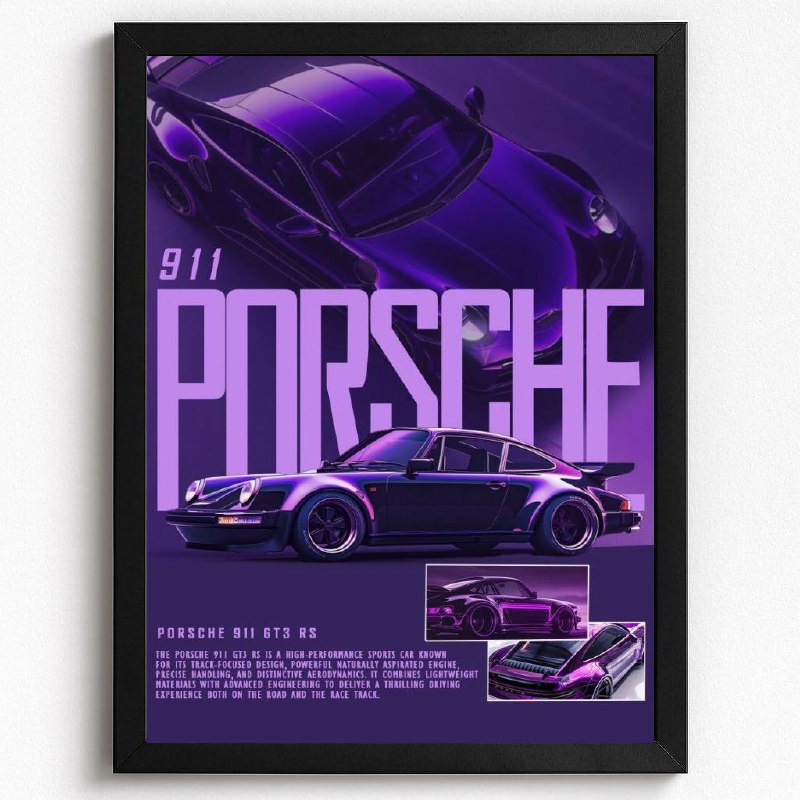 911
PORSCHE
PORSCHE 911 GT3 RS
THE PORSCHE 911 GT3 RS IS A HIGH-PERFORMANCE SPORTS CAR KNOWN
FOR ITS TRACK-FOCUSED DESIGN, POWERFUL NATURALLY ASPIRATED ENGINE,
PRECISE HANDLING, AND DISTINCTIVE AERODYNAMICS. IT COMBINES LIGHTWEIGHT
MATERIALS WITH ADVANCED ENGINEERING TO DELIVER A THRILLING DRIVING
EXPERIENCE BOTH ON THE ROAD AND THE RACE TRACK.